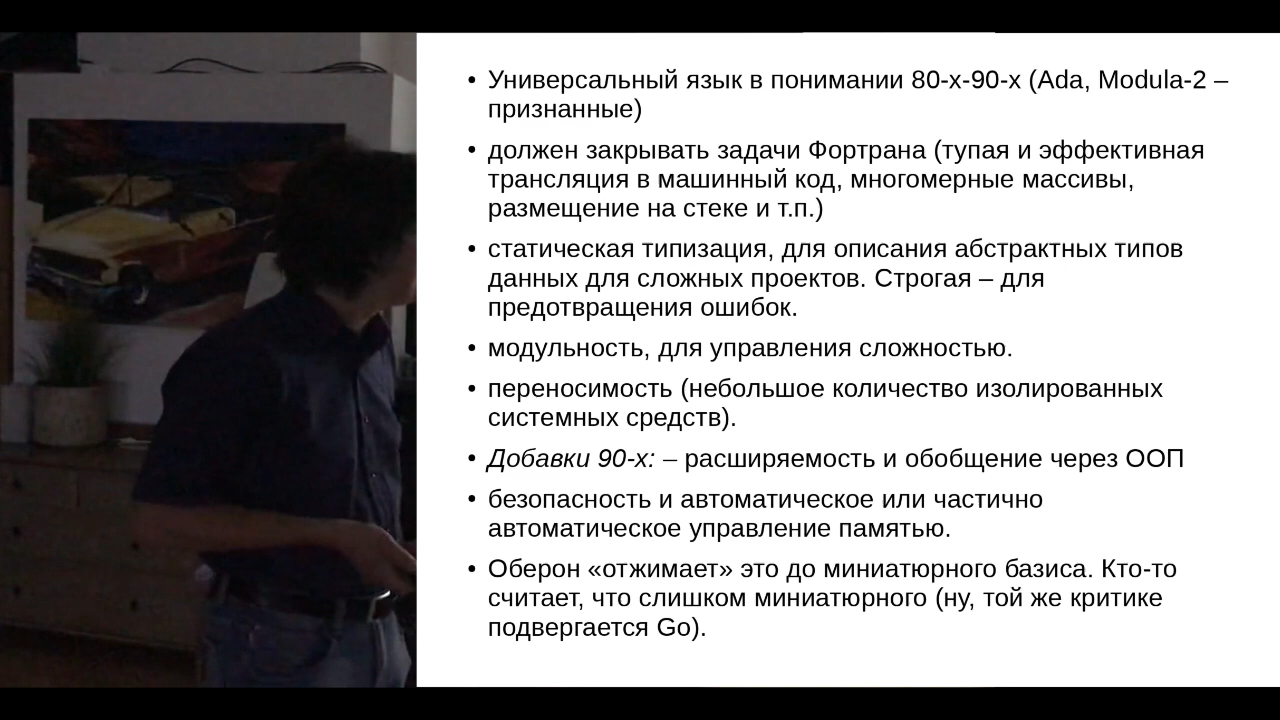 • Универсальный язык в понимании 80-х-90-х (Ada, Modula-2 –
признанные)
• должен закрывать задачи Фортрана (тупая и эффективная
трансляция в машинный код, многомерные массивы,
размещение на стеке и т.п.)
• статическая типизация, для описания абстрактных типов
данных для сложных проектов. Строгая – для
предотвращения ошибок.
• модульность, для управления сложностью.
• переносимость (небольшое количество изолированных
системных средств).
• Добавки 90-х: – расширяемость и обобщение через ООП
• безопасность и автоматическое или частично
автоматическое управление памятью.
• Оберон «отжимает» это до миниатюрного базиса. Кто-то
считает, что слишком миниатюрного (ну, той же критике
подвергается Go).